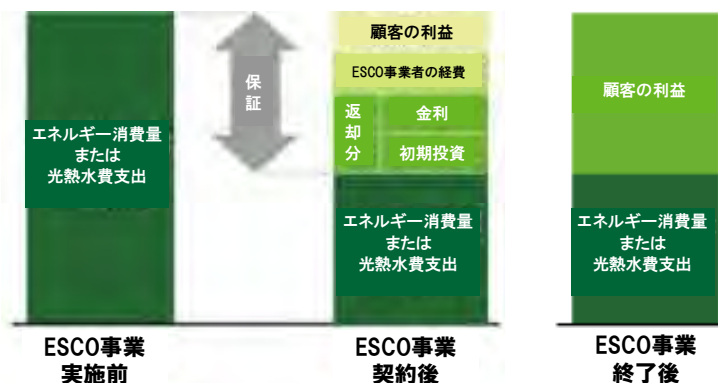 エネルギー消費量
または
光熱水費支出
保
証
顧客の利益
ESCO事業者の経費
返
却
分
金利
初期投資
エネルギー消費量
または
光熱水費支出
顧客の利益
エネルギー消費量
または
光熱水費支出
ESCO事業
実施前
ESCO事業
契約後
ESCO事業
終了後